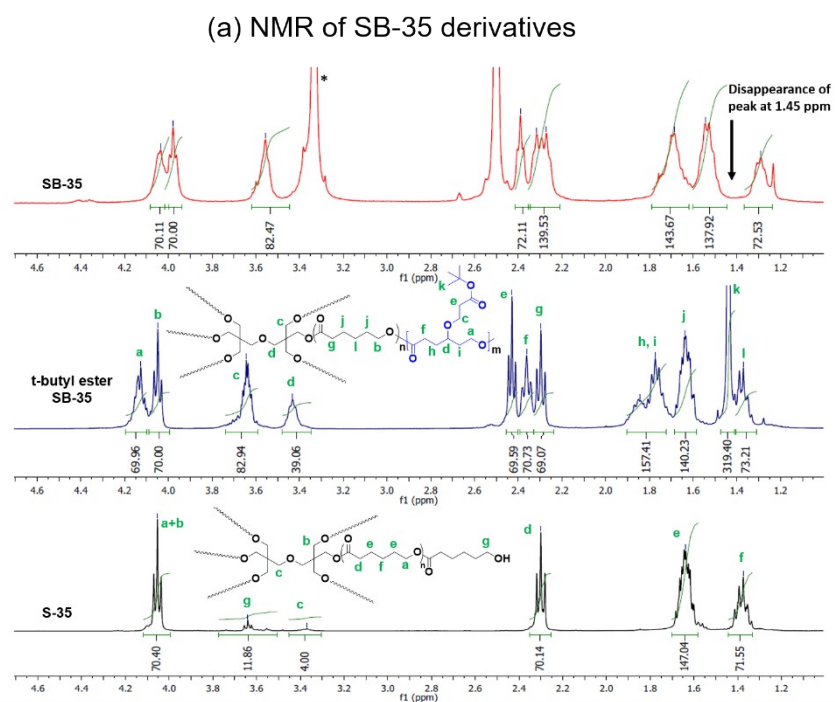 (a) NMR of SB-35 derivatives
*
Disappearance of
peak at 1.45 ppm
SB-35
70.11
70.00
82.47
72.11
139.53
143.67
137.92
72.53
4.6 4.4 4.2 4.0 3.8 3.6 3.4 3.2 3.0 2.8 2.6 2.4 2.2 2.0 1.8 1.6 1.4 1.2
f1 (ppm)
t-butyl ester
SB-35
a
b
c
d
e
f
g
h, i
j
k
l
c
O
O
O
O
O
O
d
O
O
g
j
l
j
b
O
n
O
f
h
d
i
a
O
m
O
c
e
O
O
k
69.96
70.00
82.94
39.06
69.59
70.73
69.07
157.41
140.23
319.40
73.21
4.6 4.4 4.2 4.0 3.8 3.6 3.4 3.2 3.0 2.8 2.6 2.4 2.2 2.0 1.8 1.6 1.4 1.2
f1 (ppm)
S-35
a+b
g
c
d
e
f
b
O
O
O
O
O
O
c
O
O
d
e
f
e
a
O
n
O
g
OH
70.40
11.86
4.00
70.14
147.04
71.55
4.6 4.4 4.2 4.0 3.8 3.6 3.4 3.2 3.0 2.8 2.6 2.4 2.2 2.0 1.8 1.6 1.4 1.2
f1 (ppm)